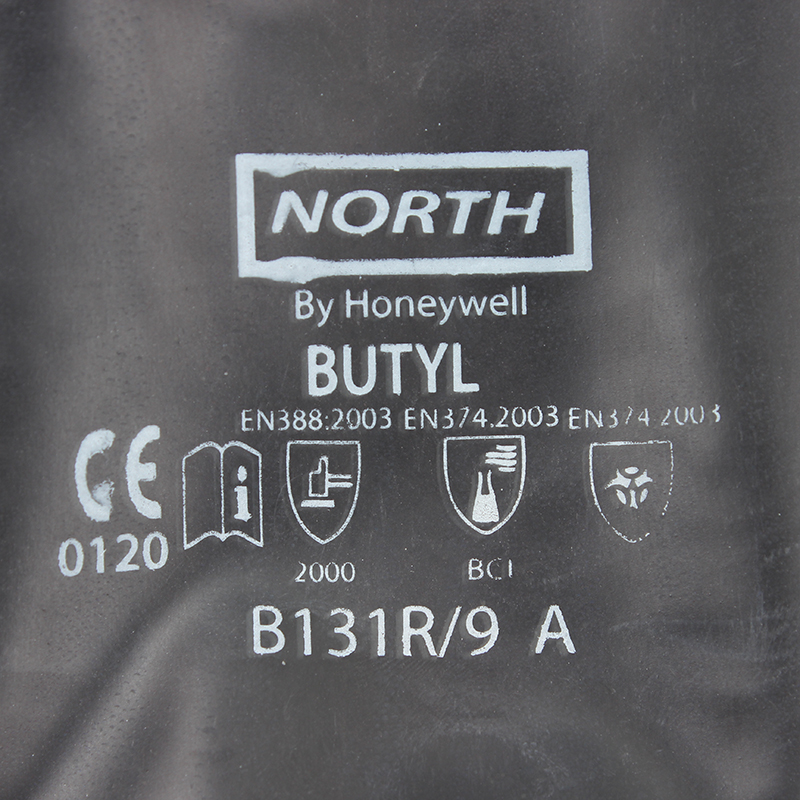 NORTH
By Honeywell
BUTYL
EN388:2003 EN374.2003 EN374 2003
CE i
0120 2000 BCI
B131R/9 A